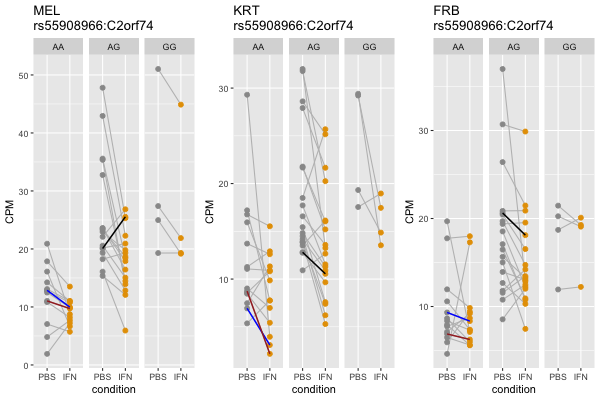 MEL
rs55908966:C2orf74
AA AG GG
CPM
50
40
30
20
10
0
PBS IFN PBS IFN PBS IFN
condition
KRT
rs55908966:C2orf74
AA AG GG
CPM
30
20
10
PBS IFN PBS IFN PBS IFN
condition
FRB
rs55908966:C2orf74
AA AG GG
CPM
30
20
10
PBS IFN PBS IFN PBS IFN
condition